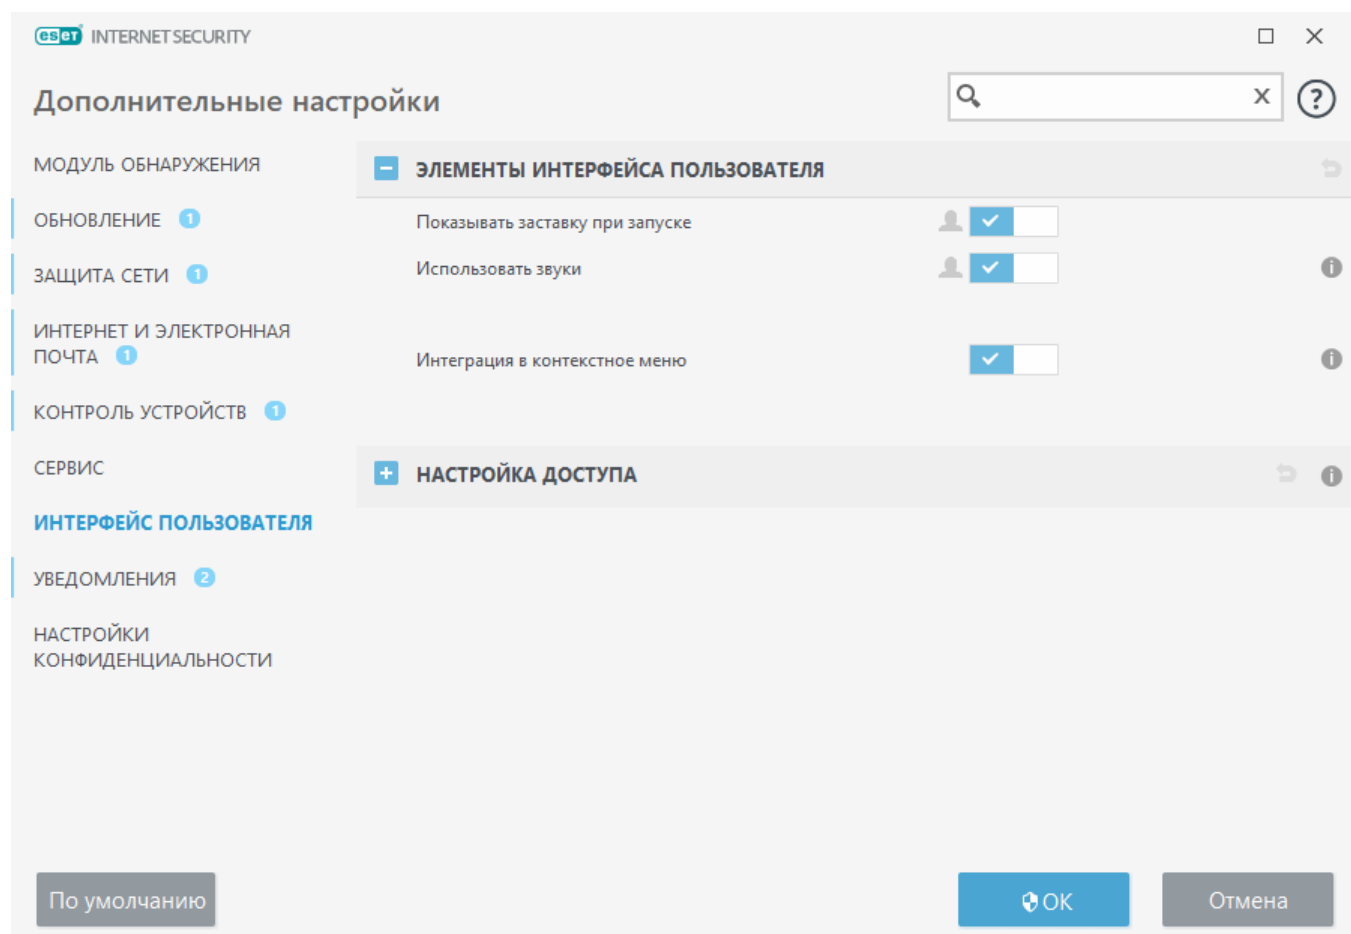 eset INTERNET SECURITY
Дополнительные настройки
x
?
МОДУЛЬ ОБНАРУЖЕНИЯ
ОБНОВЛЕНИЕ 1
ЗАЩИТА СЕТИ 1
ИНТЕРНЕТ И ЭЛЕКТРОННАЯ
ПОЧТА 1
КОНТРОЛЬ УСТРОЙСТВ 1
СЕРВИС
ИНТЕРФЕЙС ПОЛЬЗОВАТЕЛЯ
УВЕДОМЛЕНИЯ 2
НАСТРОЙКИ
КОНФИДЕНЦИАЛЬНОСТИ
ЭЛЕМЕНТЫ ИНТЕРФЕЙСА ПОЛЬЗОВАТЕЛЯ
Показывать заставку при запуске
Использовать звуки
i
Интеграция в контекстное меню
i
НАСТРОЙКА ДОСТУПА
i
По умолчанию
OK
Отмена